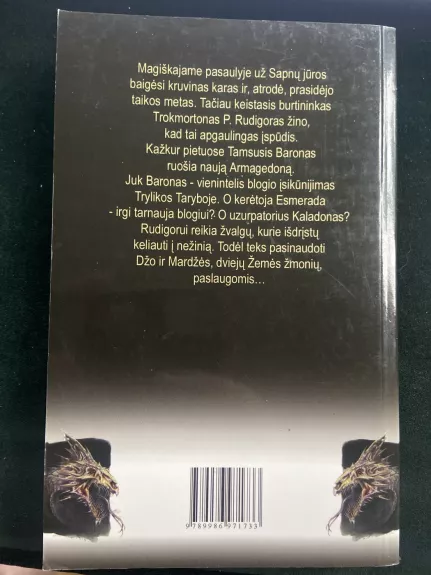 Magiškajame pasaulyje už Sapnų jūros
baigėsi kruvinas karas ir, atrodė, prasidėjo
taikos metas. Tačiau keistasis burtininkas
Trokmortonas P. Rudigoras žino,
kad tai apgaulingas įspūdis.
Kažkur pietuose Tamsusis Baronas
ruošia naują Armagedoną.
Juk Baronas - vienintelis blogio įsikūnijimas
Trylikos Taryboje. O kerėtoja Esmerada
- irgi tarnauja blogiui? O uzurpatorius Kaladonas?
Rudigorui reikia žvalgų, kurie išdrįstų
keliauti į nežinią. Todėl teks pasinaudoti
Džo ir Mardžės, dviejų Žemės žmonių,
paslaugomis...
9789986971733